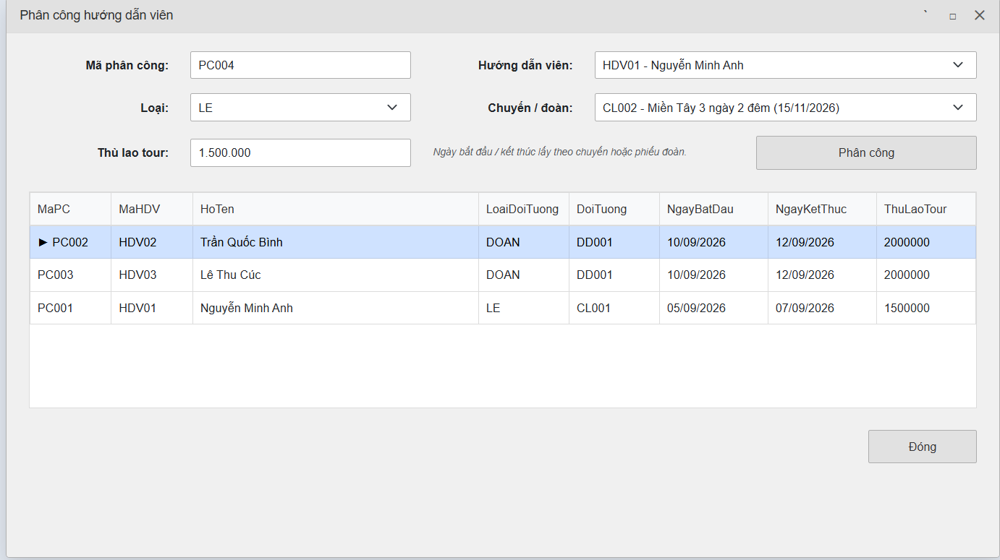 Phân công hướng dẫn viên
Mã phân công: PC004 Hướng dẫn viên: HDV01 - Nguyễn Minh Anh
Loại: LE Chuyến / đoàn: CL002 - Miền Tây 3 ngày 2 đêm (15/11/2026)
Thù lao tour: 1.500.000 Ngày bắt đầu / kết thúc lấy theo chuyến hoặc phiếu đoàn. Phân công
MaPC MaHDV HoTen LoaiDoiTuong DoiTuong NgayBatDau NgayKetThuc ThuLaoTour
► PC002 HDV02 Trần Quốc Bình DOAN DD001 10/09/2026 12/09/2026 2000000
PC003 HDV03 Lê Thu Cúc DOAN DD001 10/09/2026 12/09/2026 2000000
PC001 HDV01 Nguyễn Minh Anh LE CL001 05/09/2026 07/09/2026 1500000
Đóng